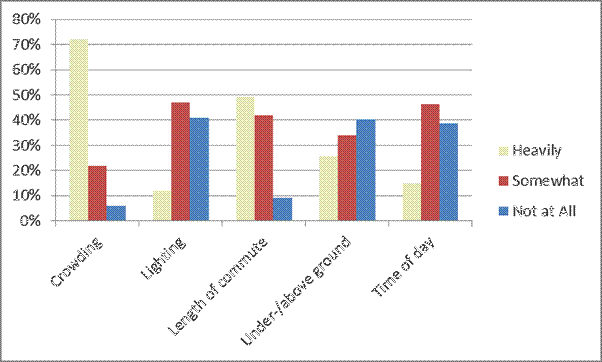 80%
70%
60%
50%
40%
30%
20%
10%
0%
Crowding
Lighting
Length of commute
Under-/above ground
Time of day
Heavily
Somewhat
Not at All